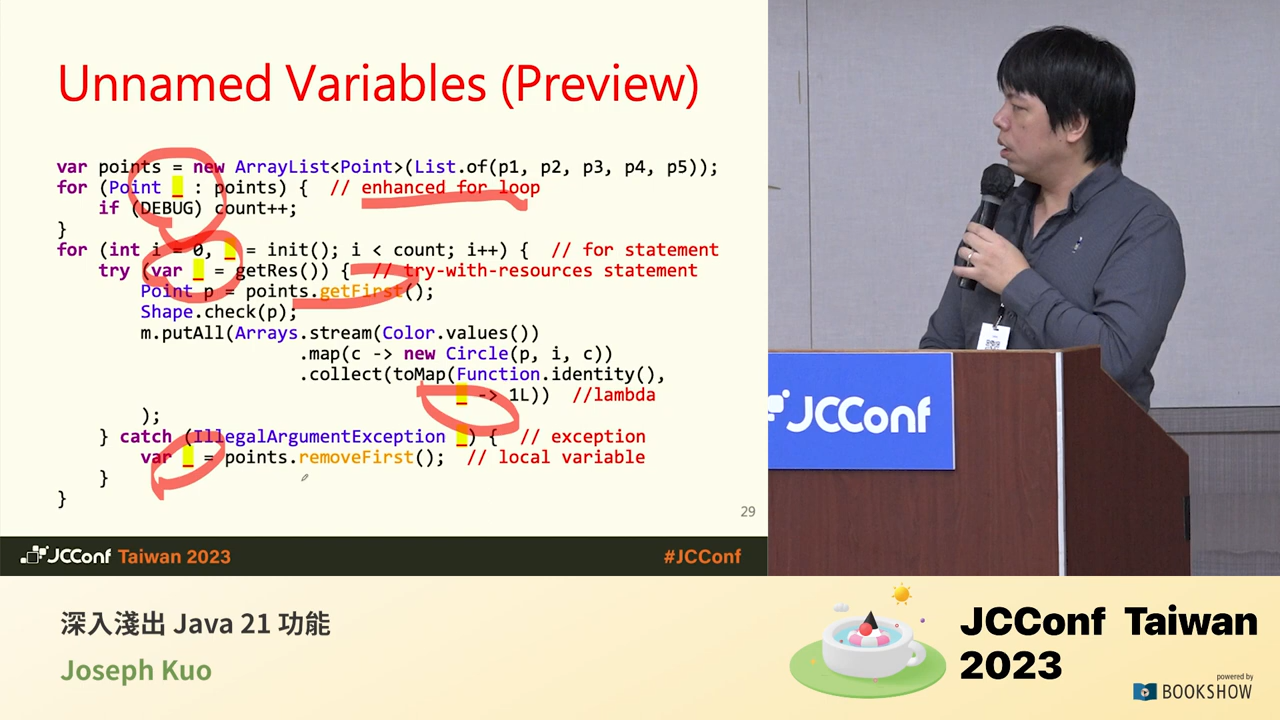 Unnamed Variables (Preview)
var points = new ArrayList<Point>(List.of(p1, p2, p3, p4, p5));
for (Point _ : points) {  // enhanced for loop
    if (DEBUG) count++;
}
for (int i = 0, _ = init(); i < count; i++) {  // for statement
    try (var _ = getRes()) {  // try-with-resources statement
        Point p = points.getFirst();
        Shape.check(p);
        m.putAll(Arrays.stream(Color.values())
                       .map(c -> new Circle(p, i, c))
                       .collect(toMap(Function.identity(),
                                      _ -> 1L))  //lambda
        );
    } catch (IllegalArgumentException _) {  // exception
        var _ = points.removeFirst();  // local variable
    }
}
29
JCConf Taiwan 2023
#JCConf
JCConf
深入淺出 Java 21 功能
Joseph Kuo
JCConf Taiwan
2023
powered by
BOOKSHOW